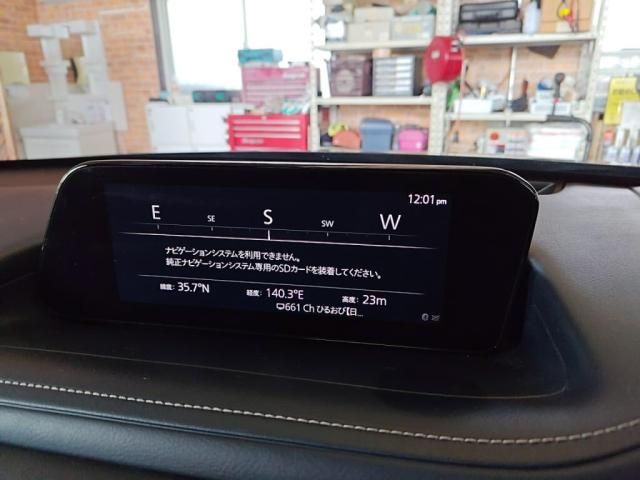 12:01pm
E SE S SW W
ナビゲーションシステムを利用できません。
純正ナビゲーションシステム専用のSDカードを装着してください。
緯度: 35.7°N 経度: 140.3°E 高度: 23m
661 Ch ひるおび【日...